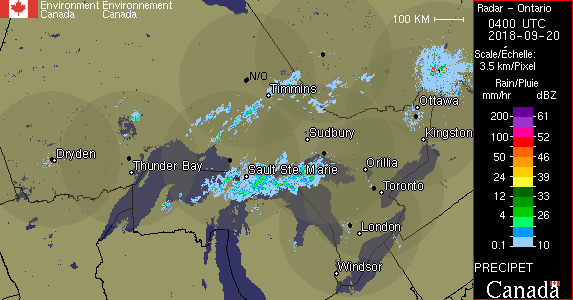 Environment Environnement
Canada Canada
100 KM
Radar - Ontario
0400 UTC
2018-09-20
Scale/Échelle:
3.5 km/Pixel
Rain/Pluie
mm/hr dBZ
200 61
100 56
50 52
50 46
24 39
12 33
4 26
0.1 10
N/O
Timmins
Ottawa
Sudbury
Kingston
Dryden
Thunder Bay...
Sault Ste. Marie
Orillia
Toronto
London
Windsor
PRECIPET
Canada